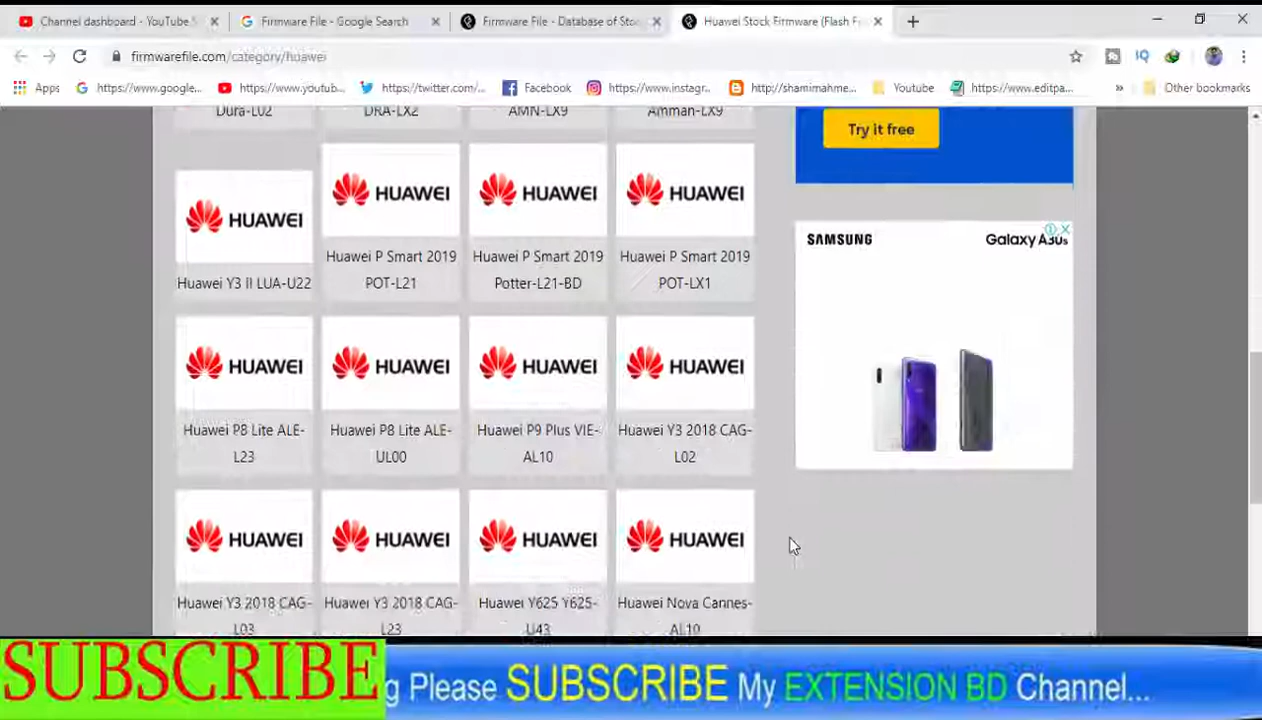 Channel dashboard - YouTube S
Firmware File - Google Search
Firmware File - Database of Stoc
Huawei Stock Firmware (Flash F
firmwarefile.com/category/huawei
Apps
https://www.google...
https://www.youtub...
https://twitter.com/...
Facebook
https://www.instagr...
http://shamimahme...
Youtube
https://www.editpa...
»
Other bookmarks
Dura-L02
DRA-LX2
AMN-LX9
Amman-LX9
Try it free
HUAWEI
Huawei Y3 II LUA-U22
HUAWEI
Huawei P Smart 2019
POT-L21
HUAWEI
Huawei P Smart 2019
Potter-L21-BD
HUAWEI
Huawei P Smart 2019
POT-LX1
SAMSUNG
Galaxy A30s
HUAWEI
Huawei P8 Lite ALE-
L23
HUAWEI
Huawei P8 Lite ALE-
UL00
HUAWEI
Huawei P9 Plus VIE-
AL10
HUAWEI
Huawei Y3 2018 CAG-
L02
HUAWEI
Huawei Y3 2018 CAG-
L03
HUAWEI
Huawei Y3 2018 CAG-
L23
HUAWEI
Huawei Y625 Y625-
U43
HUAWEI
Huawei Nova Cannes-
AL10
SUBSCRIBE
g Please SUBSCRIBE My EXTENSION BD Channel...